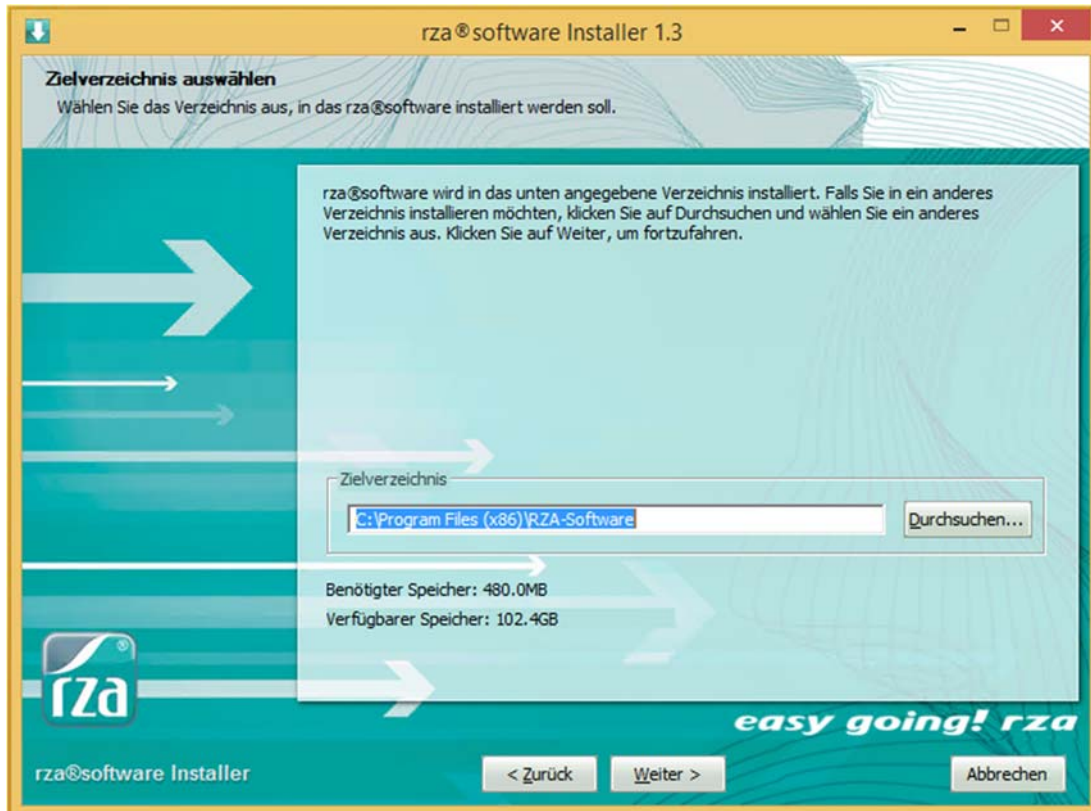 rza®software Installer 1.3
Zielverzeichnis auswählen
Wählen Sie das Verzeichnis aus, in das rza®software installiert werden soll.
rza®software wird in das unten angegebene Verzeichnis installiert. Falls Sie in ein anderes
Verzeichnis installieren möchten, klicken Sie auf Durchsuchen und wählen Sie ein anderes
Verzeichnis aus. Klicken Sie auf Weiter, um fortzufahren.
Zielverzeichnis
C:\Program Files (x86)\RZA-Software
Durchsuchen...
Benötigter Speicher: 480.0MB
Verfügbarer Speicher: 102.4GB
rza®
easy going! rza
rza®software Installer
< Zurück
Weiter >
Abbrechen